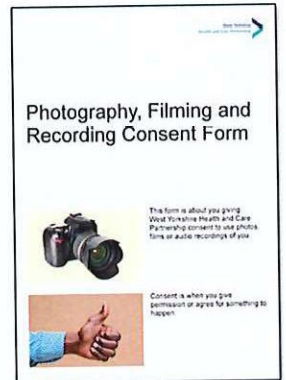 West Yorkshire
Health and Care Partnership
Photography, Filming and
Recording Consent Form
This form is about you giving
West Yorkshire Health and Care
Partnership consent to use photos,
films or audio recordings of you.
Consent is when you give
permission or agree for something to
happen.